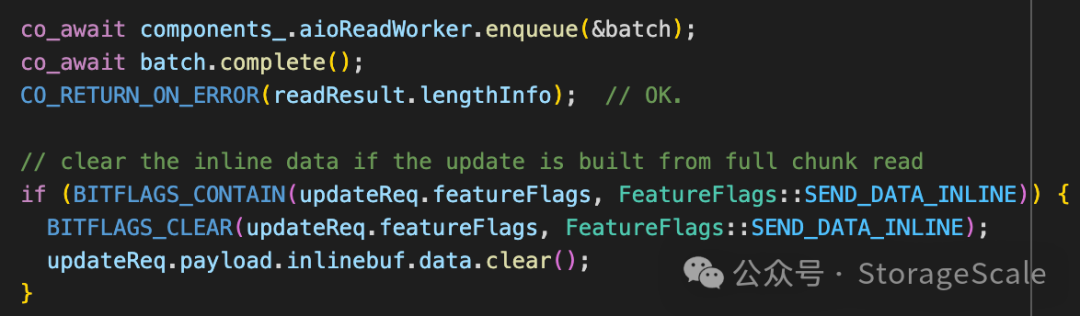 co_await components_.aioReadWorker.enqueue(&batch);
co_await batch.complete();
CO_RETURN_ON_ERROR(readResult.lengthInfo);  // OK.

// clear the inline data if the update is built from full chunk read
if (BITFLAGS_CONTAIN(updateReq.featureFlags, FeatureFlags::SEND_DATA_INLINE)) {
  BITFLAGS_CLEAR(updateReq.featureFlags, FeatureFlags::SEND_DATA_INLINE);
  updateReq.payload.inlinebuf.data.clear();
}
公众号 · StorageScale